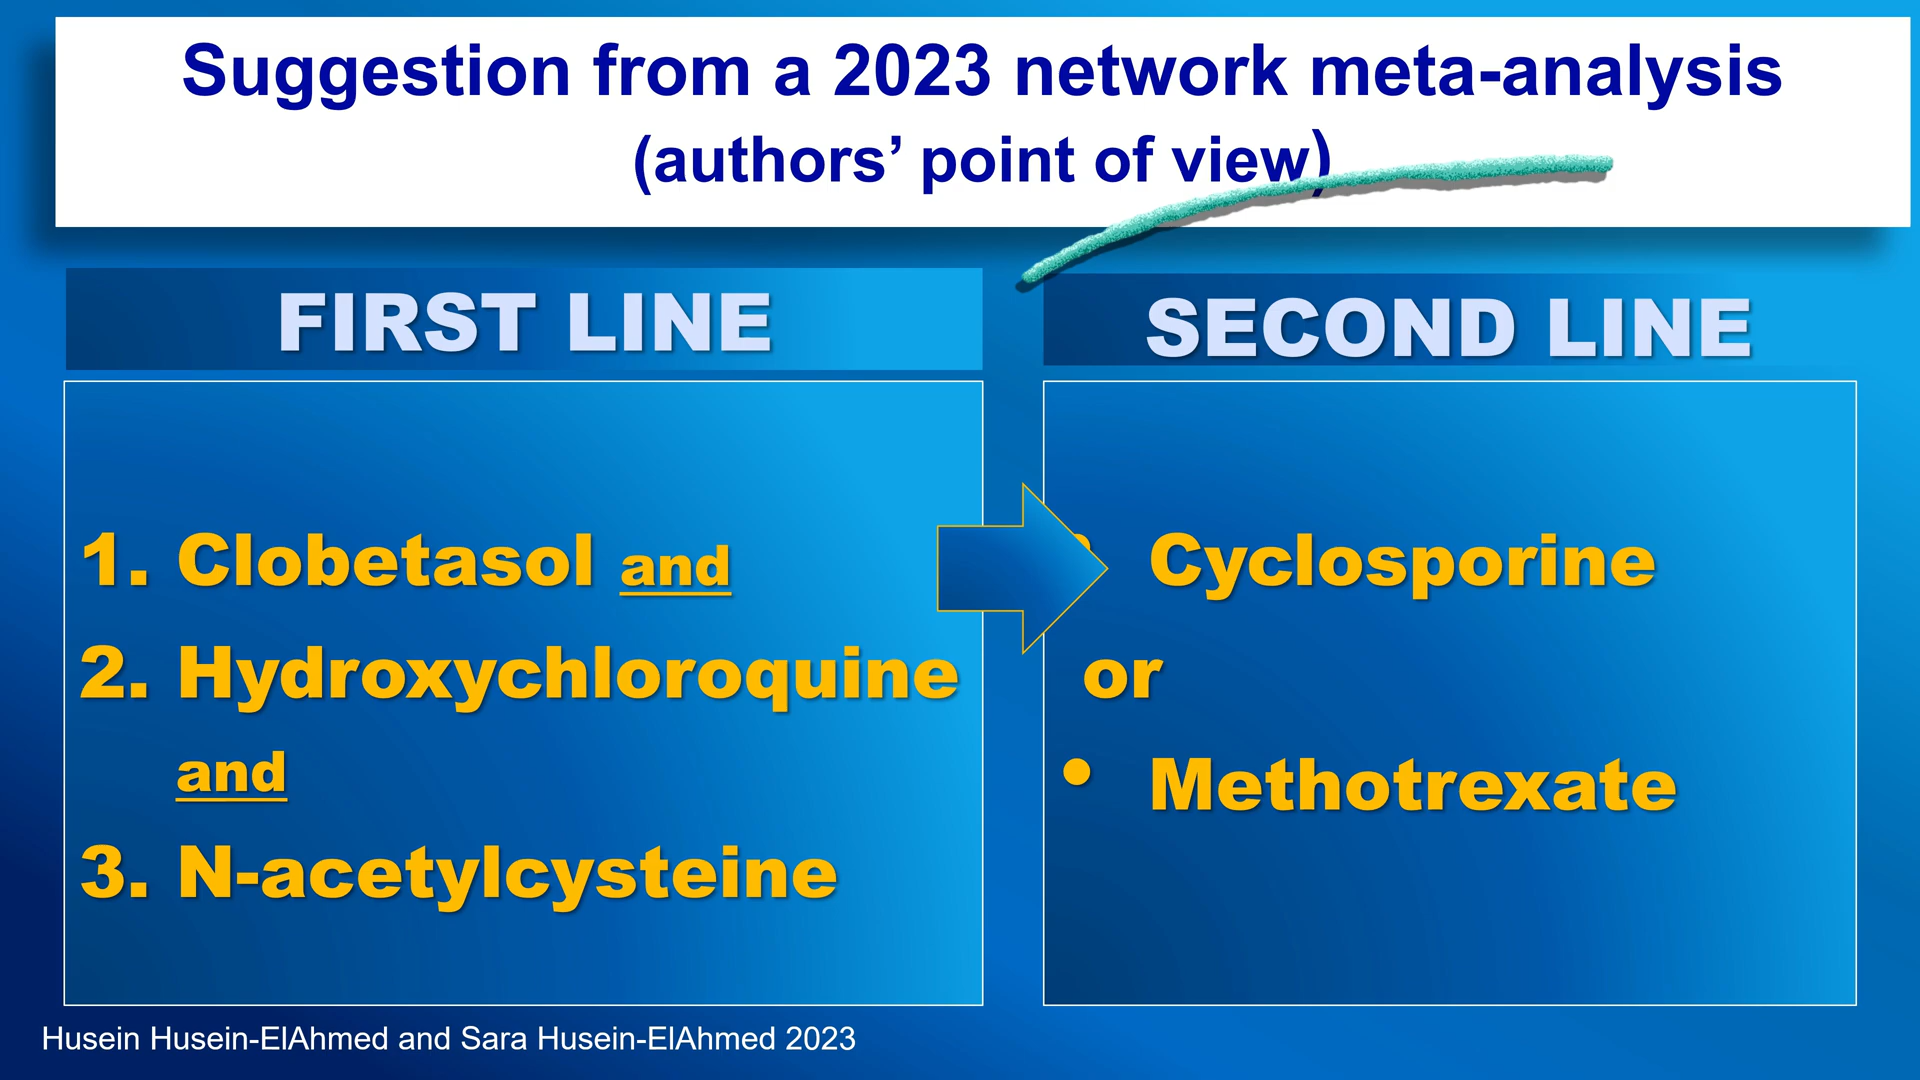 Suggestion from a 2023 network meta-analysis
(authors’ point of view)
FIRST LINE
1. Clobetasol and
2. Hydroxychloroquine
and
3. N-acetylcysteine
SECOND LINE
• Cyclosporine
or
• Methotrexate
Husein Husein-ElAhmed and Sara Husein-ElAhmed 2023